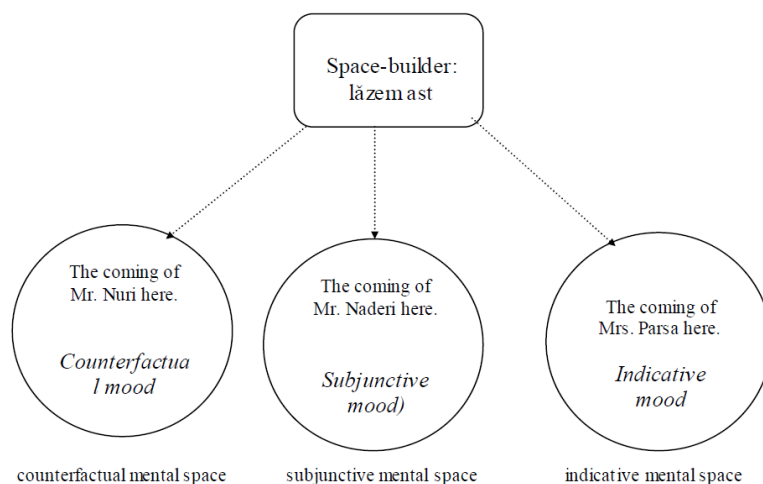 Space-builder:
lăzem ast
The coming of
Mr. Nuri here.
Counterfactua
l mood
The coming of
Mr. Naderi here.
Subjunctive
mood)
The coming of
Mrs. Parsa here.
Indicative
mood
counterfactual mental space
subjunctive mental space
indicative mental space